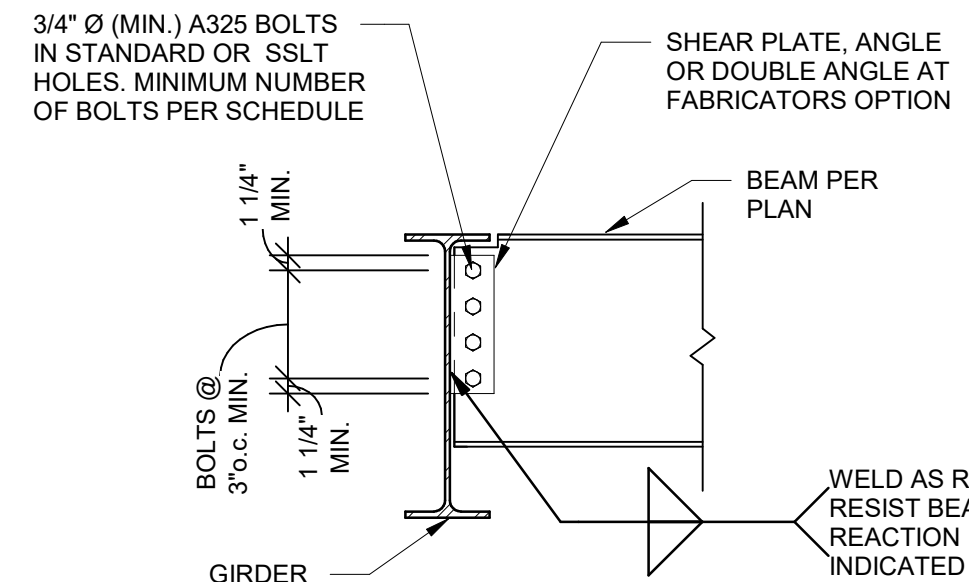 3/4" Ø (MIN.) A325 BOLTS
IN STANDARD OR SSLT
HOLES. MINIMUM NUMBER
OF BOLTS PER SCHEDULE
SHEAR PLATE, ANGLE
OR DOUBLE ANGLE AT
FABRICATORS OPTION
BEAM PER
PLAN
1 1/4"
MIN.
BOLTS @
3"o.c. MIN.
1 1/4"
MIN.
WELD AS
RESIST
REACTION
INDICATED
GIRDER